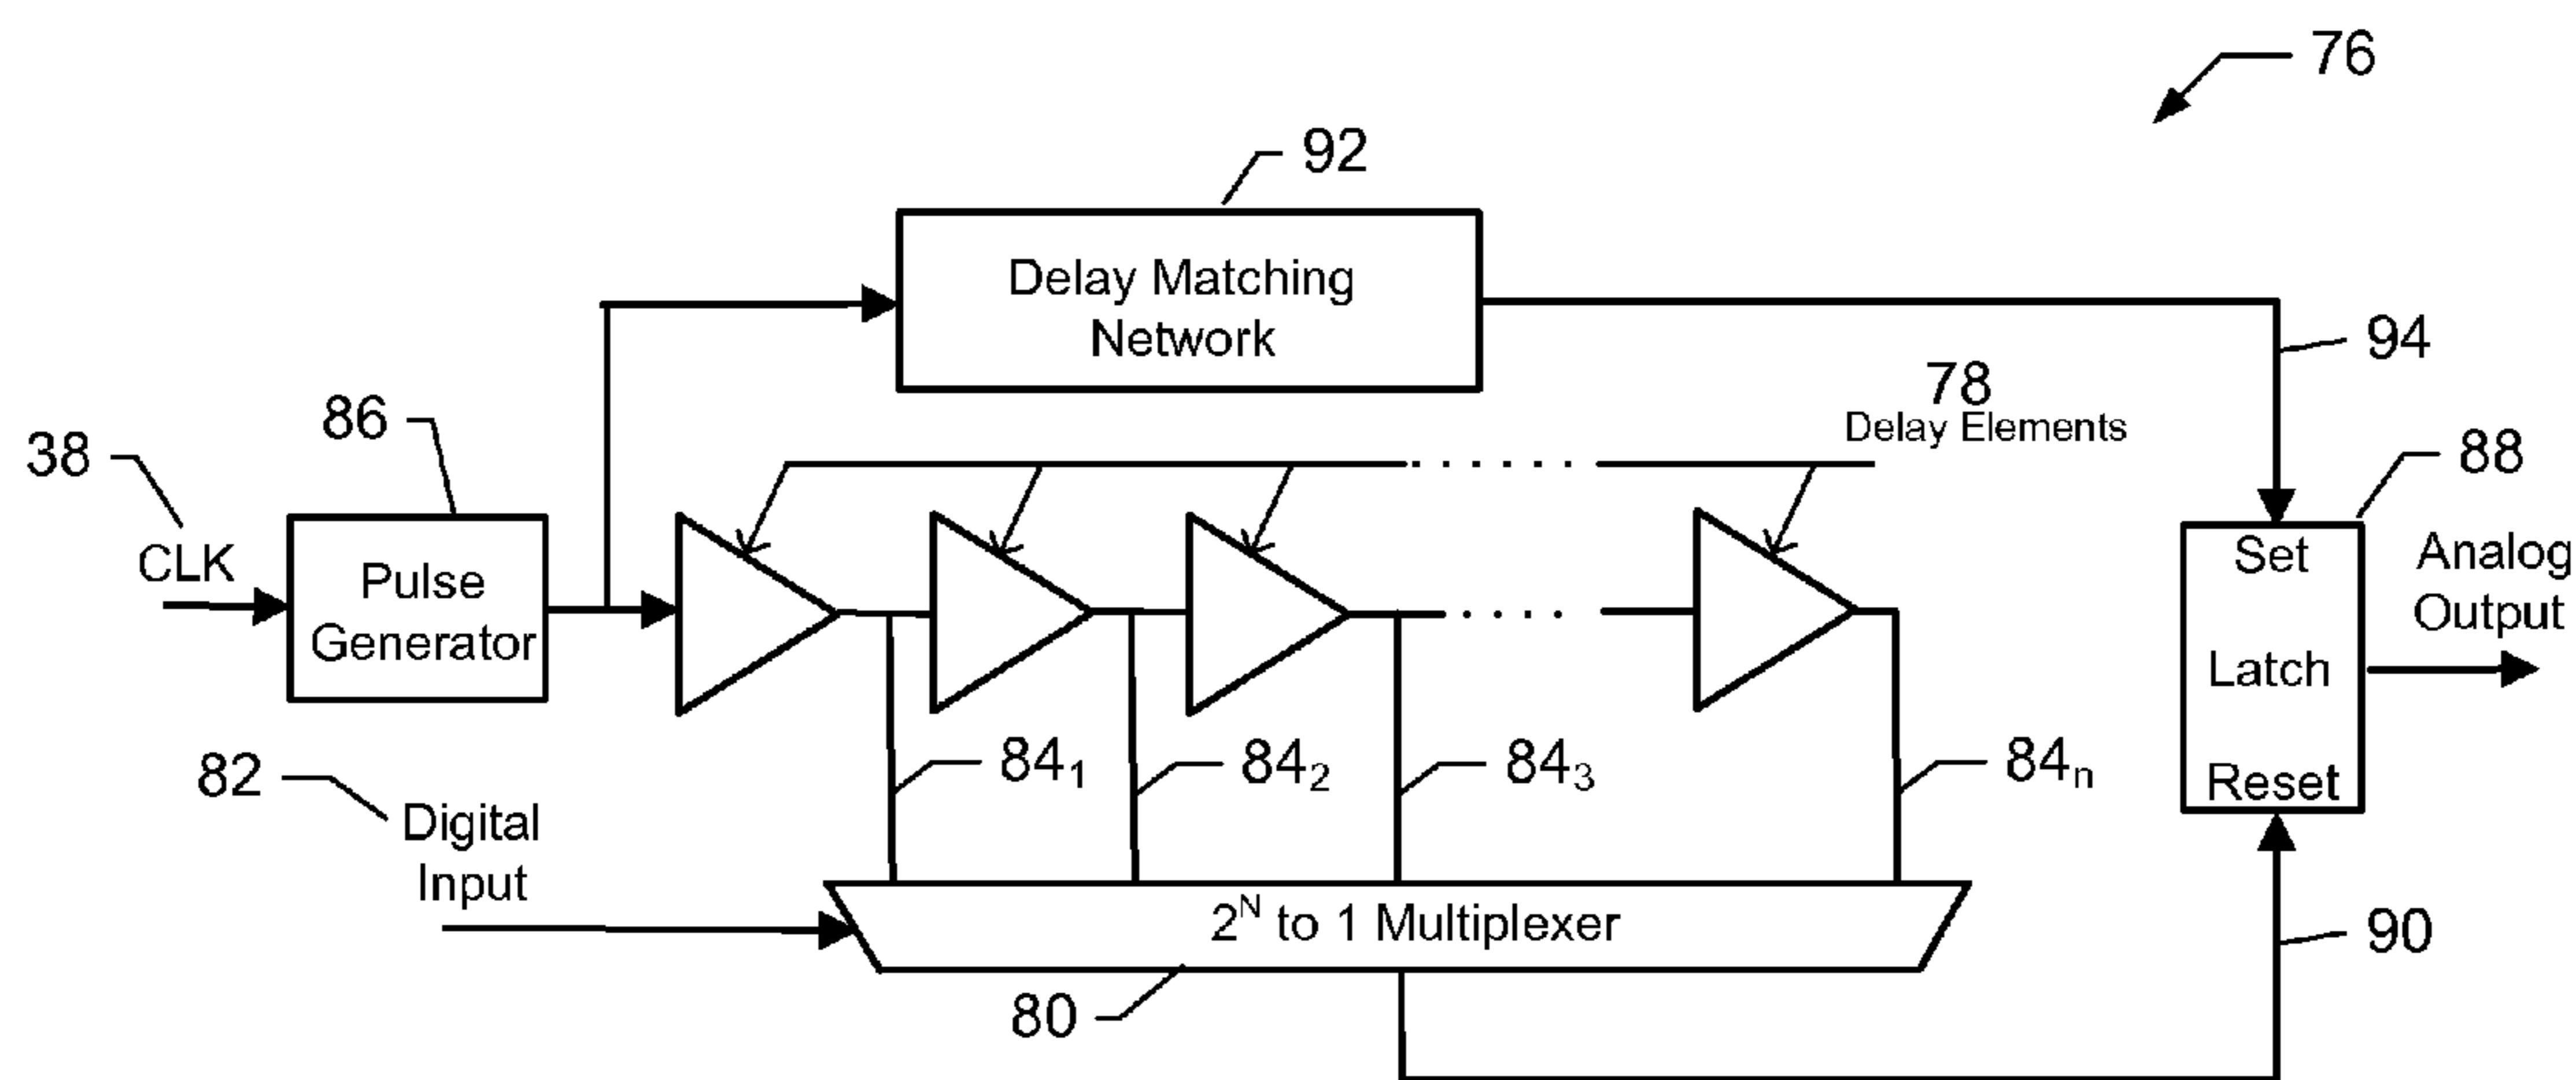 76
92
Delay Matching
Network
94
78
Delay Elements
86
38
88
CLK
Pulse
Generator
Set
Latch
Reset
Analog
Output
82
Digital
Input
84₁
84₂
84₃
84ₙ
2ᴺ to 1 Multiplexer
80
90